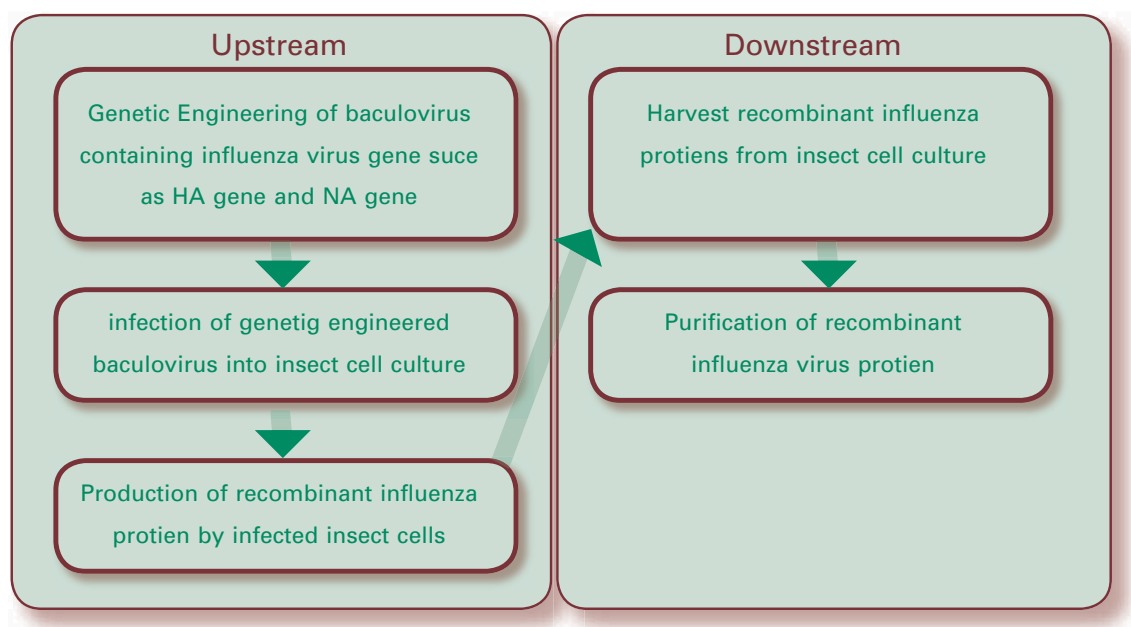 Upstream
Genetic Engineering of baculovirus
containing influenza virus gene suce
as HA gene and NA gene
infection of genetig engineered
baculovirus into insect cell culture
Production of recombinant influenza
protien by infected insect cells
Downstream
Harvest recombinant influenza
protiens from insect cell culture
Purification of recombinant
influenza virus protien